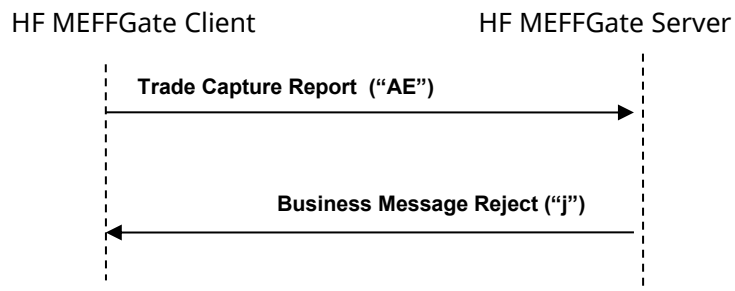 HF MEFFGate Client
HF MEFFGate Server
Trade Capture Report (“AE”)
Business Message Reject (“j”)